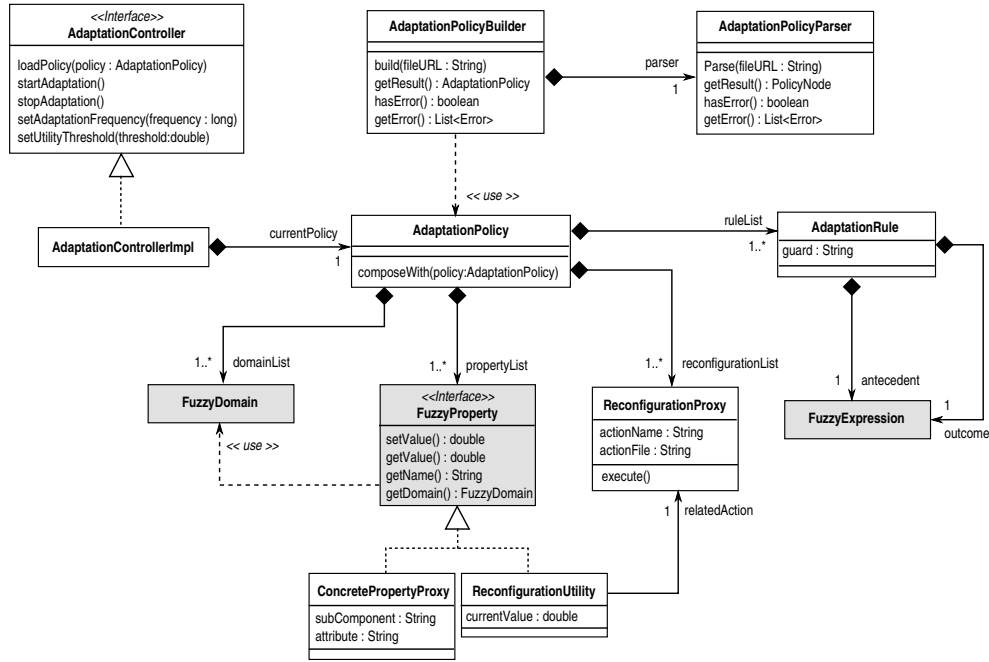 <<Interface>>
AdaptationController
loadPolicy(policy : AdaptationPolicy)
startAdaptation()
stopAdaptation()
setAdaptationFrequency(frequency : long)
setUtilityThreshold(threshold:double)
AdaptationPolicyBuilder
build(fileURL : String)
getResult() : AdaptationPolicy
hasError() : boolean
getError() : List<Error>
parser
1
AdaptationPolicyParser
Parse(fileURL : String)
getResult() : PolicyNode
hasError() : boolean
getError() : List<Error>
<< use >>
AdaptationControllerImpl
currentPolicy
1
AdaptationPolicy
composeWith(policy:AdaptationPolicy)
ruleList
1..*
AdaptationRule
guard : String
1..*
domainList
1..*
propertyList
1..*
reconfigurationList
1
antecedent
1
outcome
FuzzyDomain
<< use >>
<<Interface>>
FuzzyProperty
setValue() : double
getValue() : double
getName() : String
getDomain() : FuzzyDomain
ReconfigurationProxy
actionName : String
actionFile : String
execute()
FuzzyExpression
1
relatedAction
ConcretePropertyProxy
subComponent : String
attribute : String
ReconfigurationUtility
currentValue : double